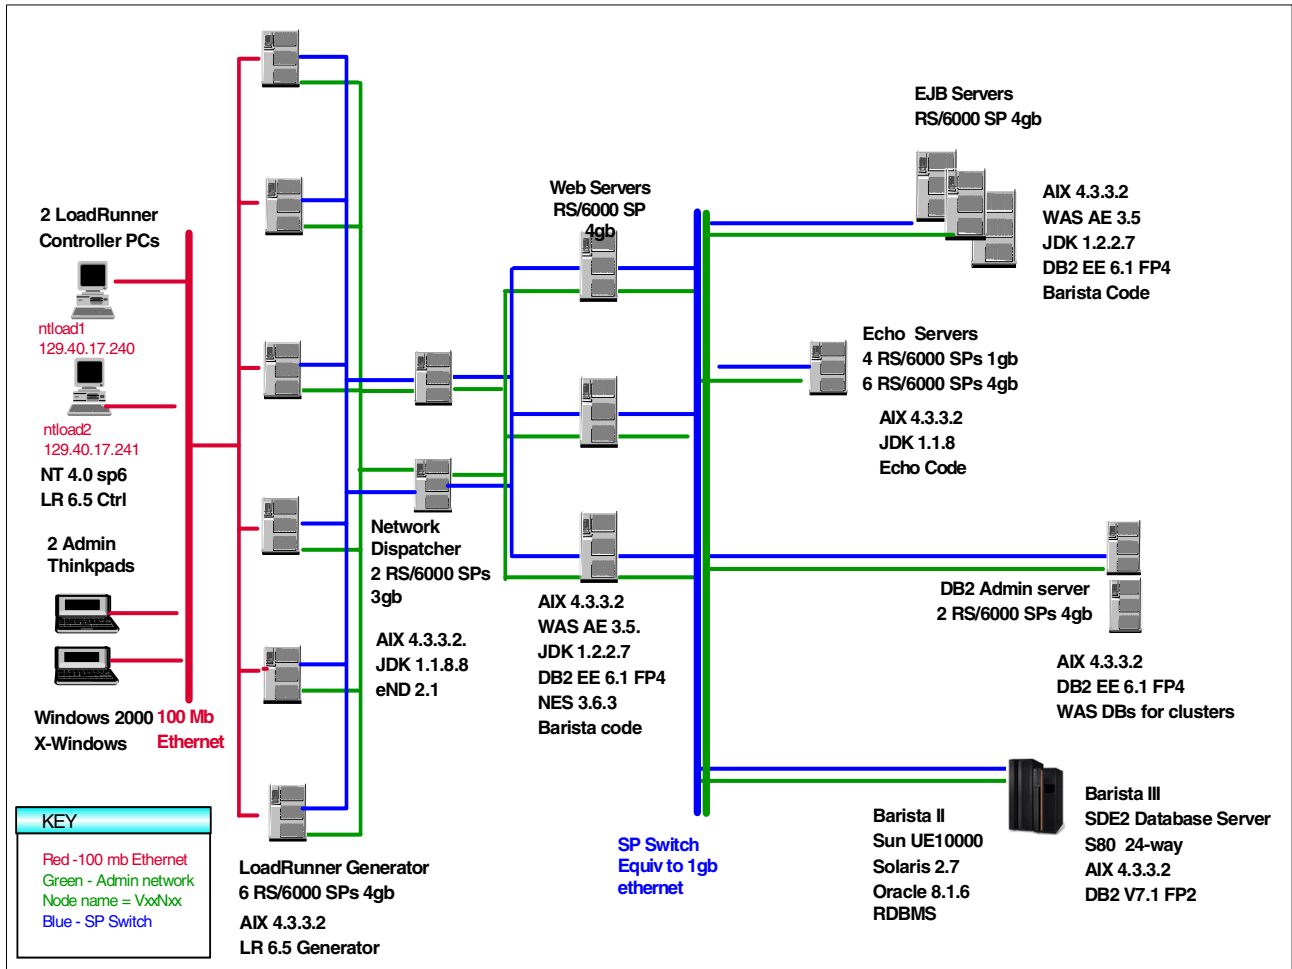 EJB Servers
RS/6000 SP 4gb
AIX 4.3.3.2
WAS AE 3.5
JDK 1.2.2.7
DB2 EE 6.1 FP4
Barista Code
Web Servers
RS/6000 SP
4gb
2 LoadRunner
Controller PCs
ntload1
129.40.17.240
ntload2
129.40.17.241
NT 4.0 sp6
LR 6.5 Ctrl
2 Admin
Thinkpads
Windows 2000
X-Windows
100 Mb
Ethernet
Echo Servers
4 RS/6000 SPs 1gb
6 RS/6000 SPs 4gb
AIX 4.3.3.2
JDK 1.1.8
Echo Code
Network
Dispatcher
2 RS/6000 SPs
3gb
AIX 4.3.3.2.
JDK 1.1.8.8
eND 2.1
AIX 4.3.3.2
WAS AE 3.5.
JDK 1.2.2.7
DB2 EE 6.1 FP4
NES 3.6.3
Barista code
DB2 Admin server
2 RS/6000 SPs 4gb
AIX 4.3.3.2
DB2 EE 6.1 FP4
WAS DBs for clusters
SP Switch
Equiv to 1gb
ethernet
Barista II
Sun UE10000
Solaris 2.7
Oracle 8.1.6
RDBMS
Barista III
SDE2 Database Server
S80 24-way
AIX 4.3.3.2
DB2 V7.1 FP2
LoadRunner Generator
6 RS/6000 SPs 4gb
AIX 4.3.3.2
LR 6.5 Generator
KEY
Red -100 mb Ethernet
Green - Admin network
Node name = VxxNxx
Blue - SP Switch